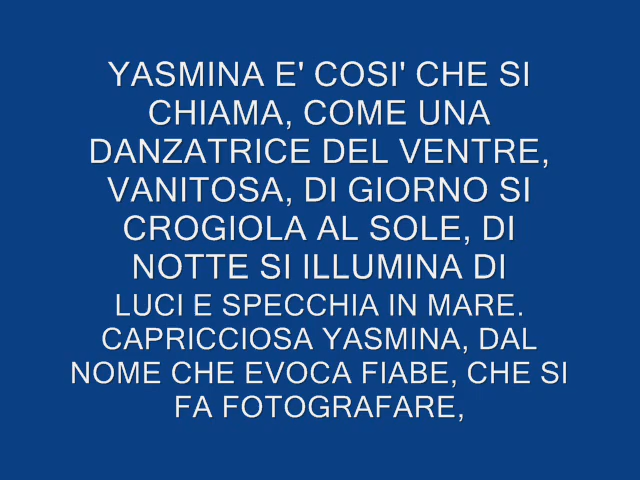 YASMINA E' COSI' CHE SI
CHIAMA, COME UNA
DANZATRICE DEL VENTRE,
VANITOSA, DI GIORNO SI
CROGIOLA AL SOLE, DI
NOTTE SI ILLUMINA DI
LUCI E SPECCHIA IN MARE.
CAPRICCIOSA YASMINA, DAL
NOME CHE EVOCA FIABE, CHE SI
FA FOTOGRAFARE,